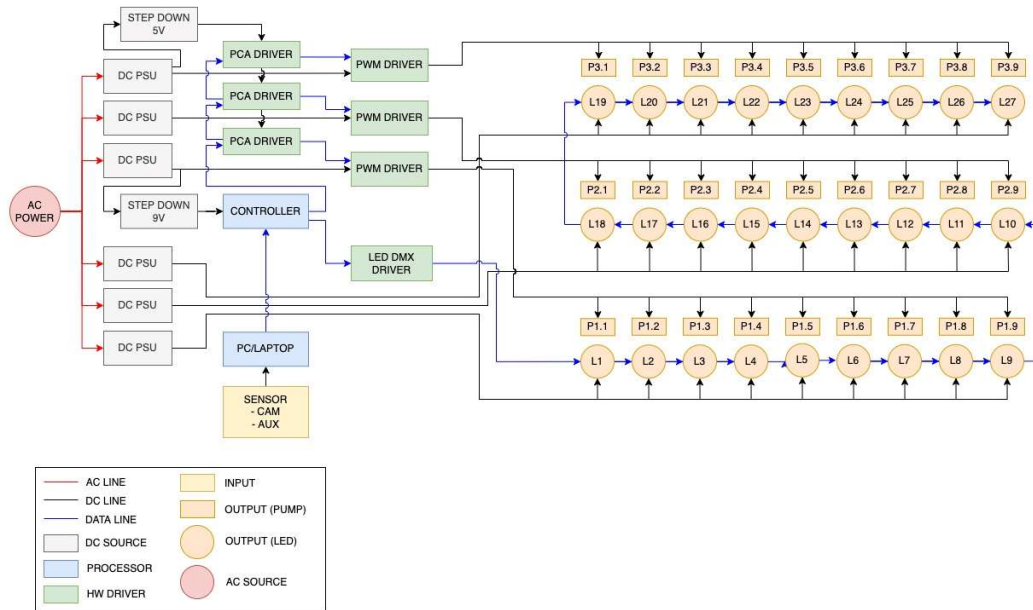 STEP DOWN
5V
PCA DRIVER
PWM DRIVER
DC PSU
P3.1 P3.2 P3.3 P3.4 P3.5 P3.6 P3.7 P3.8 P3.9
PCA DRIVER
L19 L20 L21 L22 L23 L24 L25 L26 L27
DC PSU
PWM DRIVER
PCA DRIVER
DC PSU
PWM DRIVER
P2.1 P2.2 P2.3 P2.4 P2.5 P2.6 P2.7 P2.8 P2.9
AC
POWER
STEP DOWN
9V
CONTROLLER
L18 L17 L16 L15 L14 L13 L12 L11 L10
DC PSU
LED DMX
DRIVER
DC PSU
P1.1 P1.2 P1.3 P1.4 P1.5 P1.6 P1.7 P1.8 P1.9
DC PSU
PC/LAPTOP
L1 L2 L3 L4 L5 L6 L7 L8 L9
SENSOR
- CAM
- AUX
AC LINE
DC LINE
DATA LINE
DC SOURCE
PROCESSOR
HW DRIVER
INPUT
OUTPUT (PUMP)
OUTPUT (LED)
AC SOURCE